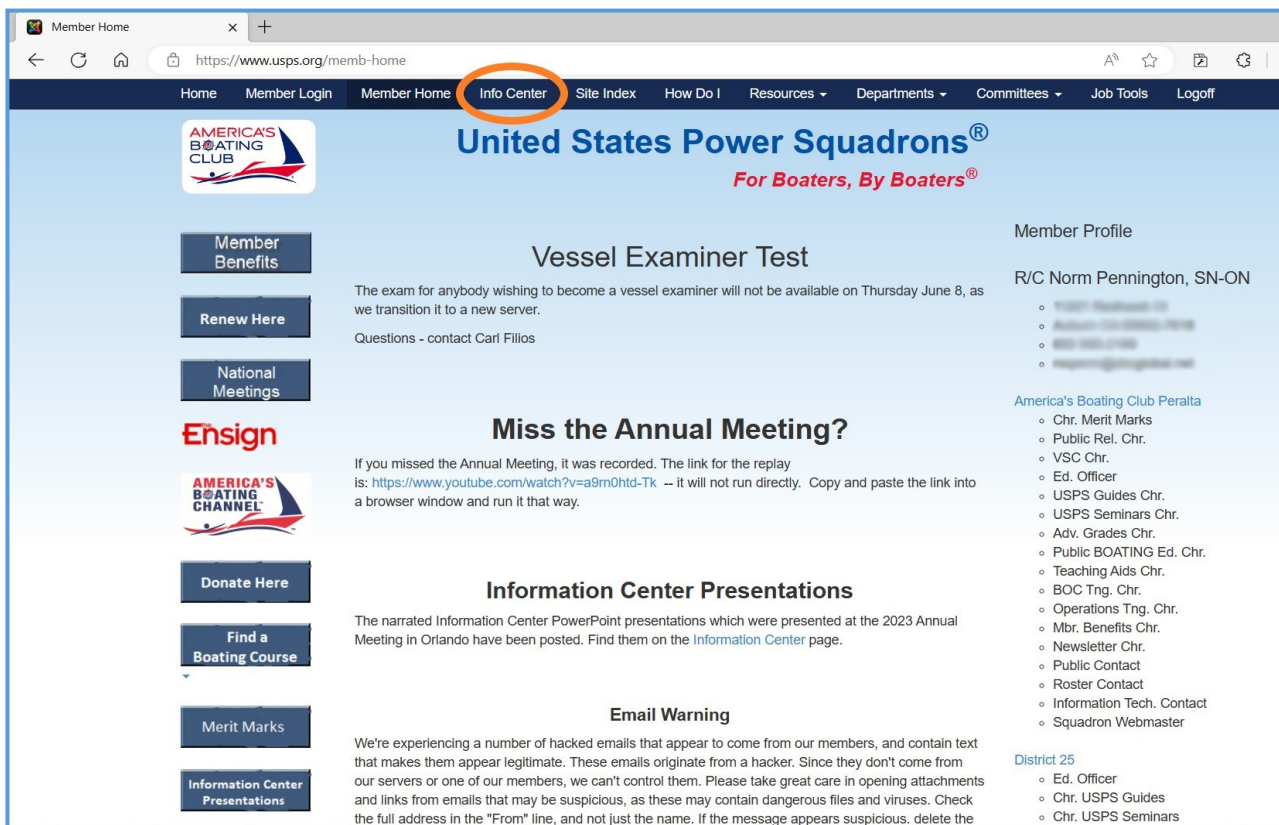 Member Home
https://www.usps.org/memb-home
Home Member Login Member Home Info Center Site Index How Do I Resources Departments Committees Job Tools Logoff
AMERICA'S
BOATING
CLUB
United States Power Squadrons®
For Boaters, By Boaters®
Member
Benefits
Renew Here
National
Meetings
the Ensign
AMERICA'S
BOATING
CHANNEL™
Donate Here
Find a
Boating Course
Merit Marks
Information Center
Presentations
Vessel Examiner Test
The exam for anybody wishing to become a vessel examiner will not be available on Thursday June 8, as
we transition it to a new server.
Questions - contact Carl Filios
Miss the Annual Meeting?
If you missed the Annual Meeting, it was recorded. The link for the replay
is: https://www.youtube.com/watch?v=a9rn0htd-Tk -- it will not run directly. Copy and paste the link into
a browser window and run it that way.
Information Center Presentations
The narrated Information Center PowerPoint presentations which were presented at the 2023 Annual
Meeting in Orlando have been posted. Find them on the Information Center page.
Email Warning
We're experiencing a number of hacked emails that appear to come from our members, and contain text
that makes them appear legitimate. These emails originate from a hacker. Since they don't come from
our servers or one of our members, we can't control them. Please take great care in opening attachments
and links from emails that may be suspicious, as these may contain dangerous files and viruses. Check
the full address in the "From" line, and not just the name. If the message appears suspicious. delete the
Member Profile
R/C Norm Pennington, SN-ON
America's Boating Club Peralta
Chr. Merit Marks
Public Rel. Chr.
VSC Chr.
Ed. Officer
USPS Guides Chr.
USPS Seminars Chr.
Adv. Grades Chr.
Public BOATING Ed. Chr.
Teaching Aids Chr.
BOC Tng. Chr.
Operations Tng. Chr.
Mbr. Benefits Chr.
Newsletter Chr.
Public Contact
Roster Contact
Information Tech. Contact
Squadron Webmaster
District 25
Ed. Officer
Chr. USPS Guides
Chr. USPS Seminars